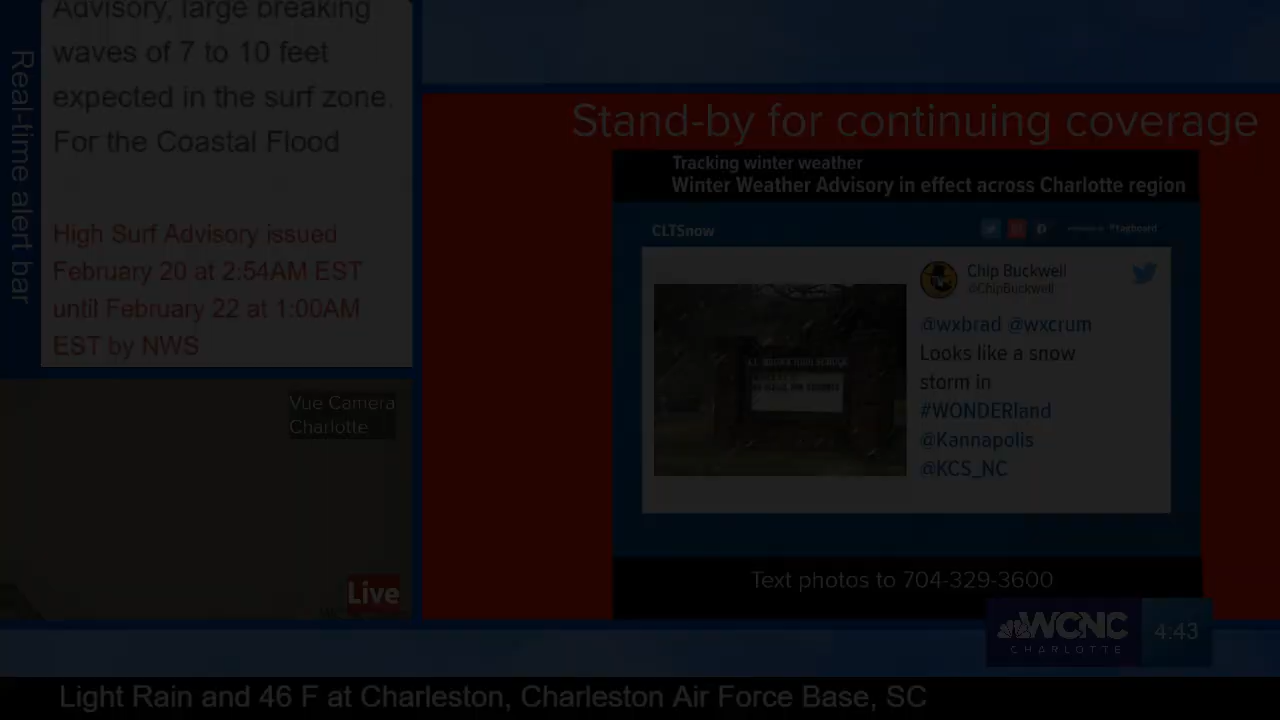 Real-time alert bar
Advisory, large breaking
waves of 7 to 10 feet
expected in the surf zone.
For the Coastal Flood
High Surf Advisory issued
February 20 at 2:54AM EST
until February 22 at 1:00AM
EST by NWS
Vue Camera
Charlotte
Live
Stand-by for continuing coverage
Tracking winter weather
Winter Weather Advisory in effect across Charlotte region
CLTSnow
Tagboard
Chip Buckwell
@ChipBuckwell
@wxbrad @wxcrum
Looks like a snow
storm in
#WONDERland
@Kannapolis
@KCS_NC
A.L. BROWN HIGH SCHOOL
Text photos to 704-329-3600
WCNC
CHARLOTTE
4:43
Light Rain and 46 F at Charleston, Charleston Air Force Base, SC